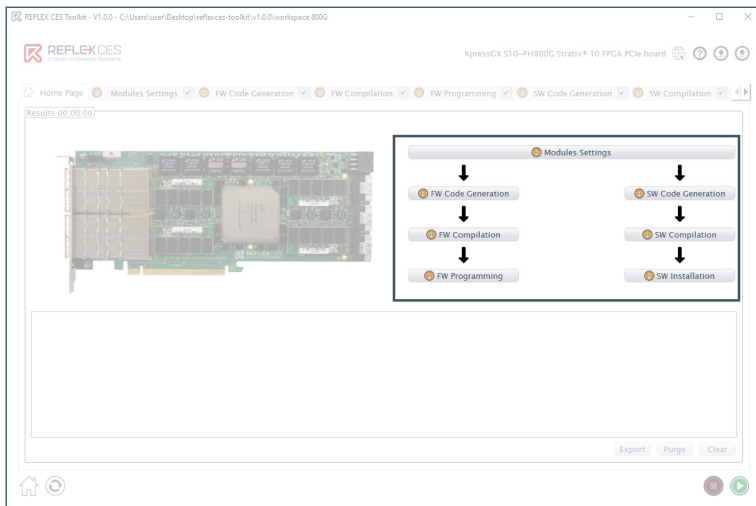 REFLEX CES Toolkit - V1.0.0 - C:\Users\user\Desktop\reflexces-toolkit\v1.0.0\workspace 800G
REFLEX CES
Custom Embedded Systems
XpressGX S10-FH800G Stratix® 10 FPGA PCIe board
Home Page
Modules Settings
FW Code Generation
FW Compilation
FW Programming
SW Code Generation
SW Compilation
Results 00:00:00
Modules Settings
FW Code Generation
SW Code Generation
FW Compilation
SW Compilation
FW Programming
SW Installation
REFLEX
Export
Purge
Clear